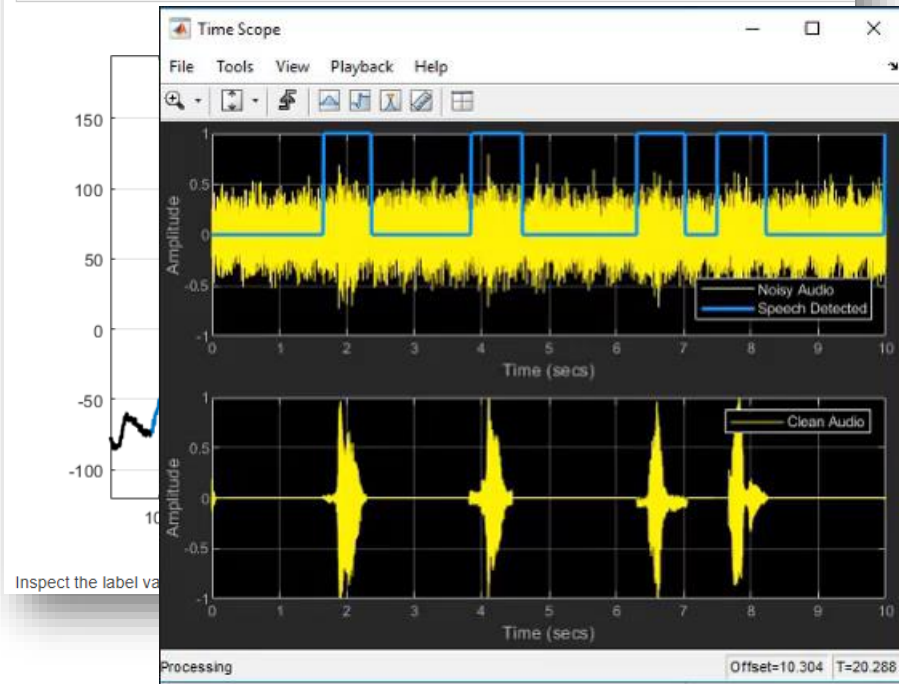 Time Scope
File Tools View Playback Help
150
100
50
0
-50
-100
10
Inspect the label va
1
0.5
0
-0.5
-1
Amplitude
Noisy Audio
Speech Detected
0 1 2 3 4 5 6 7 8 9 10
Time (secs)
1
0.5
0
-0.5
-1
Amplitude
Clean Audio
0 1 2 3 4 5 6 7 8 9 10
Time (secs)
Processing Offset=10.304 T=20.288